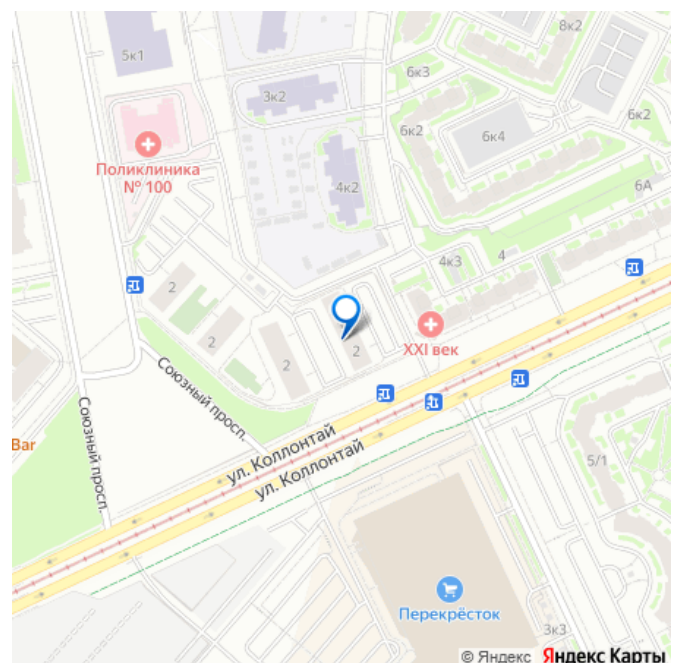 8к2
5к1
6к3
3к2
6к2
6к2
6к4
Поликлиника
№ 100
4к2
6А
4
4к3
2
XXI век
2
2
2
Союзный просп.
Союзный просп.
Bar
ул. Коллонтай
ул. Коллонтай
5/1
Перекрёсток
3к3
© Яндекс Яндекс Карты